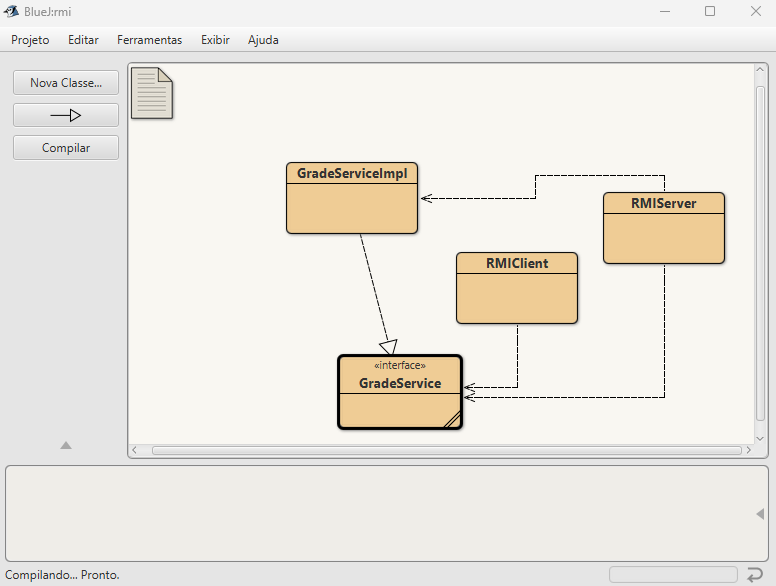 BlueJ:rmi
Projeto Editar Ferramentas Exibir Ajuda
Nova Classe...
Compilar
GradeServiceImpl
RMIServer
RMIClient
«interface»
GradeService
Compilando... Pronto.